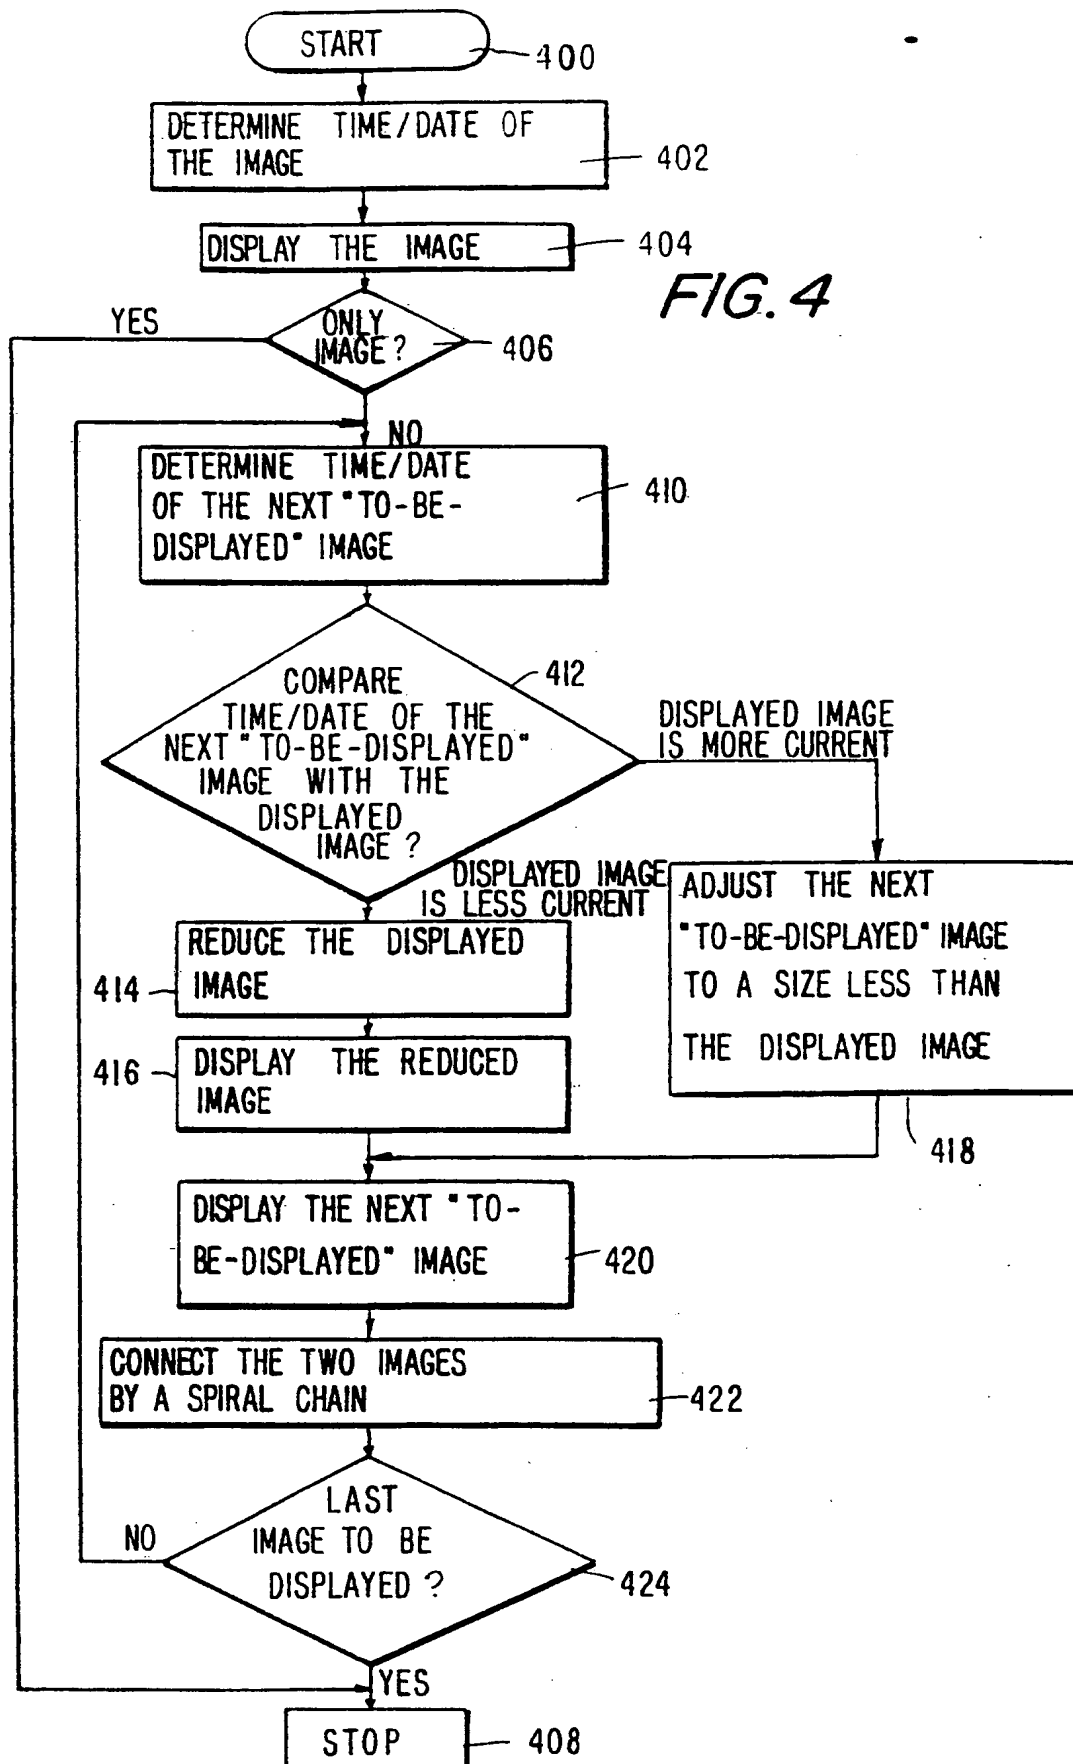 START
400
DETERMINE TIME/DATE OF
THE IMAGE
402
DISPLAY THE IMAGE
404
FIG. 4
YES
ONLY
IMAGE?
406
NO
DETERMINE TIME/DATE
OF THE NEXT "TO-BE-
DISPLAYED" IMAGE
410
COMPARE
TIME/DATE OF THE
NEXT "TO-BE-DISPLAYED"
IMAGE WITH THE
DISPLAYED
IMAGE?
412
DISPLAYED IMAGE
IS MORE CURRENT
DISPLAYED IMAGE
IS LESS CURRENT
ADJUST THE NEXT
"TO-BE-DISPLAYED" IMAGE
TO A SIZE LESS THAN
THE DISPLAYED IMAGE
418
REDUCE THE DISPLAYED
IMAGE
414
DISPLAY THE REDUCED
IMAGE
416
DISPLAY THE NEXT "TO-
BE-DISPLAYED" IMAGE
420
CONNECT THE TWO IMAGES
BY A SPIRAL CHAIN
422
LAST
IMAGE TO BE
DISPLAYED?
424
NO
YES
STOP
408